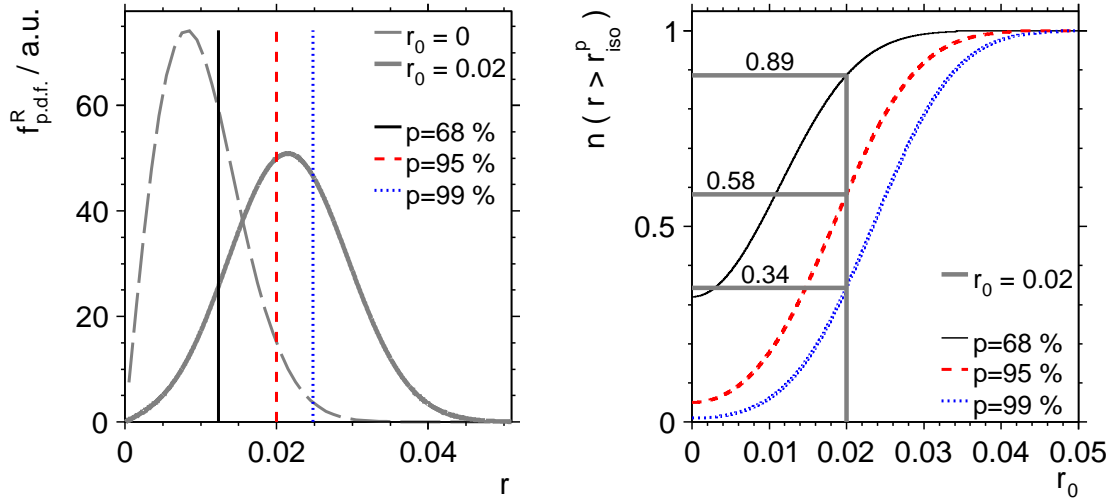 f^R_p.d.f. / a.u.
60
40
20
0
0
0.02
0.04
r
r_0 = 0
r_0 = 0.02
p=68 %
p=95 %
p=99 %
n ( r > r^p_iso )
1
0.5
0
0
0.01
0.02
0.03
0.04
0.05
r_0
0.89
0.58
0.34
r_0 = 0.02
p=68 %
p=95 %
p=99 %